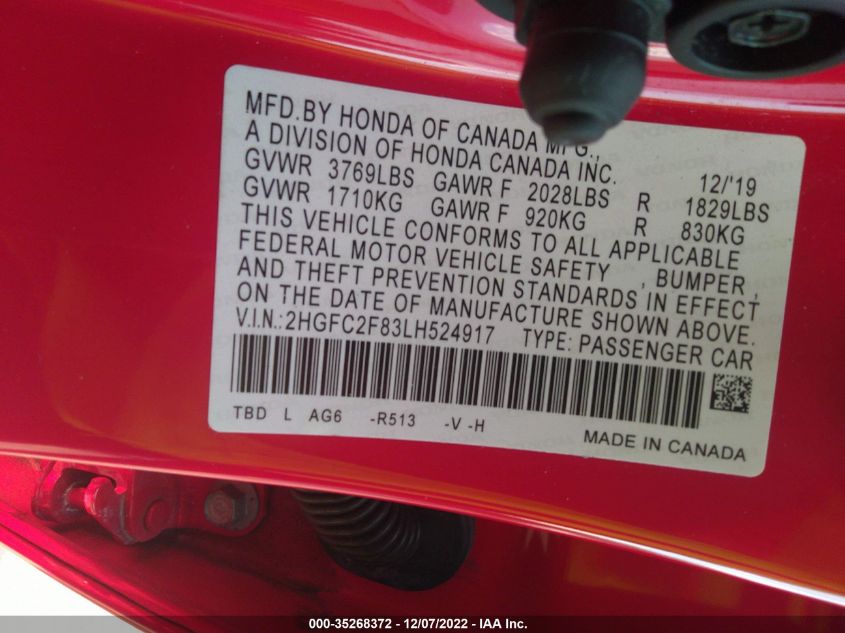 MFD.BY HONDA OF CANADA MFG.,
A DIVISION OF HONDA CANADA INC. 12/'19
GVWR 3769LBS GAWR F 2028LBS R 1829LBS
GVWR 1710KG GAWR F 920KG R 830KG
THIS VEHICLE CONFORMS TO ALL APPLICABLE
FEDERAL MOTOR VEHICLE SAFETY , BUMPER ,
AND THEFT PREVENTION STANDARDS IN EFFECT
ON THE DATE OF MANUFACTURE SHOWN ABOVE.
V.I.N.:2HGFC2F83LH524917 TYPE: PASSENGER CAR
TBD L AG6 -R513 -V -H
MADE IN CANADA
000-35268372 - 12/07/2022 - IAA Inc.